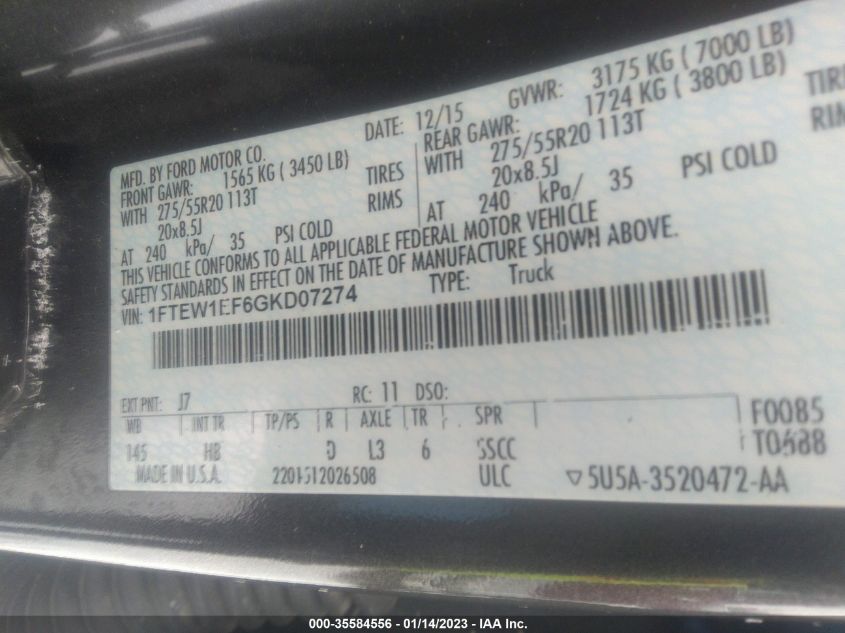 MFD. BY FORD MOTOR CO.
DATE: 12/15
GVWR: 3175 KG ( 7000 LB)
FRONT GAWR: 1565 KG ( 3450 LB)
REAR GAWR: 1724 KG ( 3800 LB)
WITH 275/55R20 113T TIRES
WITH 275/55R20 113T TIRE
20x8.5J RIMS
20x8.5J RIM
AT 240 kPa/ 35 PSI COLD
AT 240 kPa/ 35 PSI COLD
THIS VEHICLE CONFORMS TO ALL APPLICABLE FEDERAL MOTOR VEHICLE
SAFETY STANDARDS IN EFFECT ON THE DATE OF MANUFACTURE SHOWN ABOVE.
VIN: 1FTEW1EF6GKD07274
TYPE: Truck
EXT PNT: J7 RC: 11 DSO:
WB INT TR TP/PS R AXLE TR SPR F0085
145 HB D L3 6 SSCC
MADE IN U.S.A. 2201512026508 ULC ▽5U5A-3520472-AA
000-35584556 - 01/14/2023 - IAA Inc.